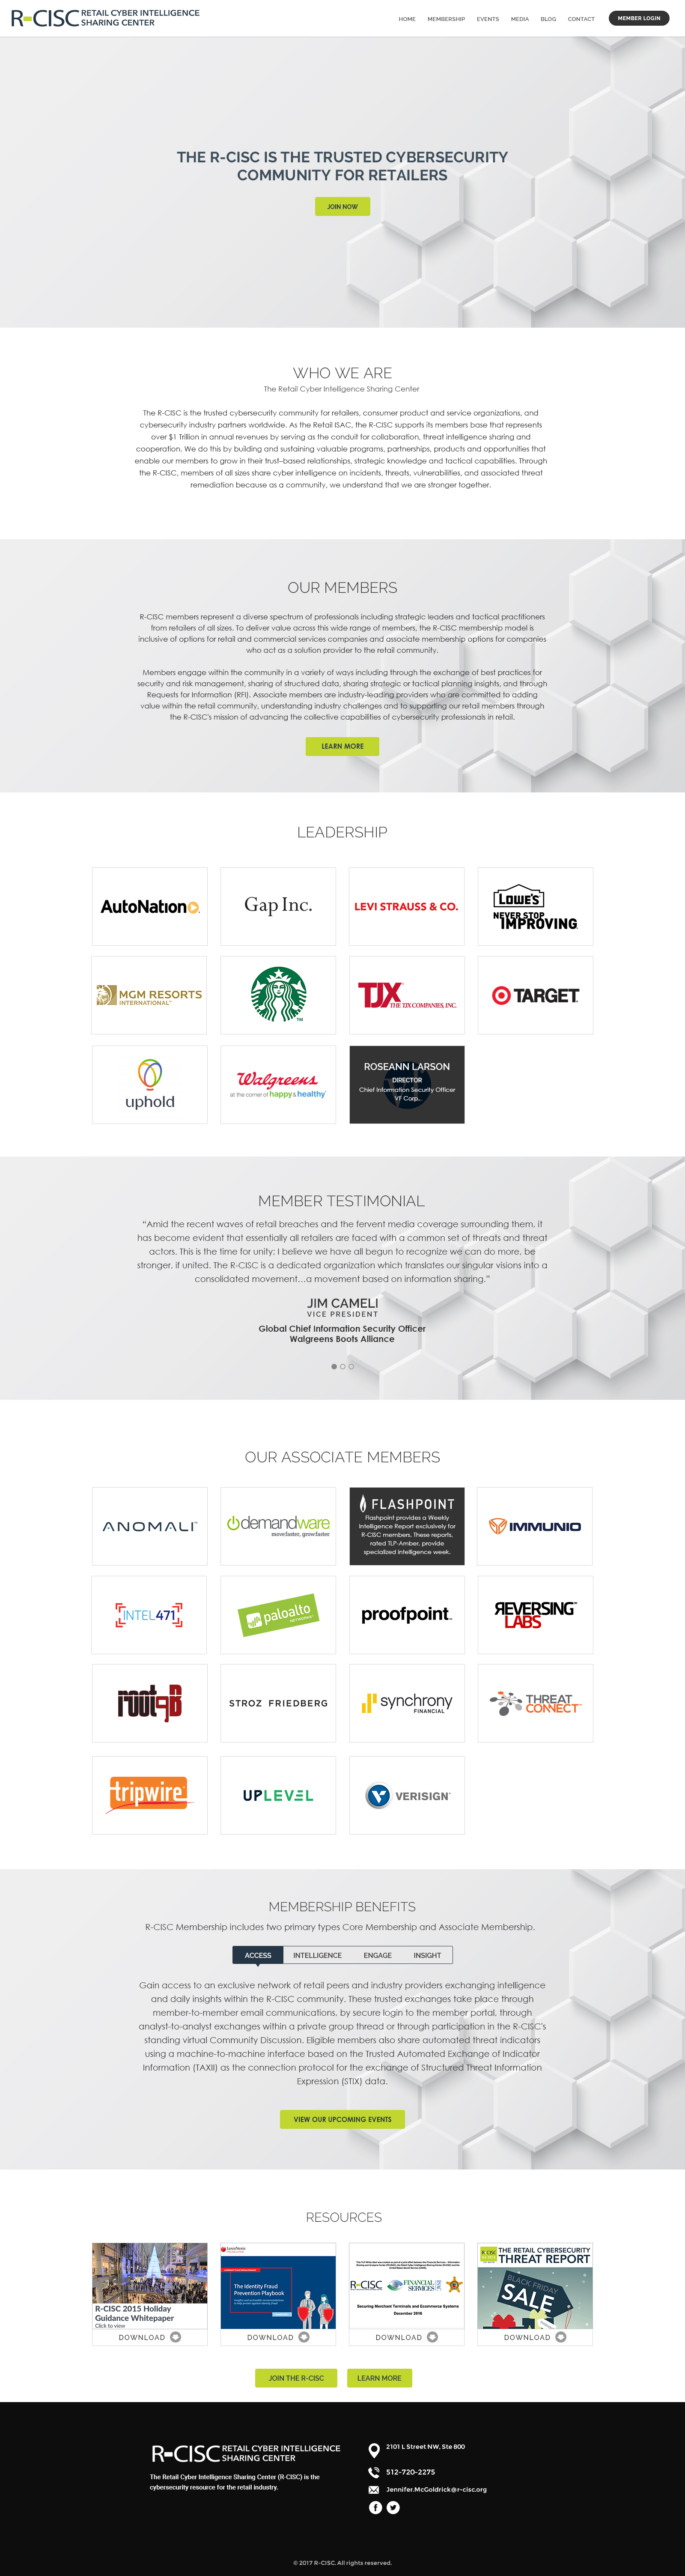 R-CISC RETAIL CYBER INTELLIGENCE
SHARING CENTER
HOME MEMBERSHIP EVENTS MEDIA BLOG CONTACT MEMBER LOGIN
THE R-CISC IS THE TRUSTED CYBERSECURITY
COMMUNITY FOR RETAILERS
JOIN NOW
WHO WE ARE
The Retail Cyber Intelligence Sharing Center
The R-CISC is the trusted cybersecurity community for retailers, consumer product and service organizations, and
cybersecurity industry partners worldwide. As the Retail ISAC, the R-CISC supports its members base that represents
over $1 Trillion in annual revenues by serving as the conduit for collaboration, threat intelligence sharing and
cooperation. We do this by building and sustaining valuable programs, partnerships, products and opportunities that
enable our members to grow in their trust-based relationships, strategic knowledge and tactical capabilities. Through
the R-CISC, members of all sizes share cyber intelligence on incidents, threats, vulnerabilities, and associated threat
remediation because as a community, we understand that we are stronger together.
OUR MEMBERS
R-CISC members represent a diverse spectrum of professionals including strategic leaders and tactical practitioners
from retailers of all sizes. To deliver value across this wide range of members, the R-CISC membership model is
inclusive of options for retail and commercial services companies and associate membership options for companies
who act as a solution provider to the retail community.
Members engage within the community in a variety of ways including through the exchange of best practices for
security and risk management, sharing of structured data, sharing strategic or tactical planning insights, and through
Requests for Information (RFI). Associate members are industry-leading providers who are committed to adding
value within the retail community, understanding industry challenges and to supporting our retail members through
the R-CISC's mission of advancing the collective capabilities of cybersecurity professionals in retail.
LEARN MORE
LEADERSHIP
AutoNation
Gap Inc.
LEVI STRAUSS & CO.
LOWE'S
NEVER STOP
IMPROVING.
MGM RESORTS
INTERNATIONAL™
TM
TJX
THE TJX COMPANIES, INC.
TARGET
uphold
Walgreens
at the corner of happy & healthy
ROSEANN LARSON
DIRECTOR
Chief Information Security Officer
VF Corp.
MEMBER TESTIMONIAL
"Amid the recent waves of retail breaches and the fervent media coverage surrounding them, it
has become evident that essentially all retailers are faced with a common set of threats and threat
actors. This is the time for unity; I believe we have all begun to recognize we can do more, be
stronger, if united. The R-CISC is a dedicated organization which translates our singular visions into a
consolidated movement...a movement based on information sharing."
JIM CAMELI
VICE PRESIDENT
Global Chief Information Security Officer
Walgreens Boots Alliance
OUR ASSOCIATE MEMBERS
ANOMALI™
demandware
move faster, grow faster
FLASHPOINT
Flashpoint provides a Weekly
Intelligence Report exclusively for
R-CISC members. These reports,
rated TLP-Amber, provide
specialized intelligence week.
IMMUNIO
INTEL471
paloalto
NETWORKS
proofpoint
REVERSING
LABS
root9B
STROZ FRIEDBERG
synchrony
FINANCIAL
THREAT
CONNECT
tripwire
UPLEVEL
VERISIGN
MEMBERSHIP BENEFITS
R-CISC Membership includes two primary types Core Membership and Associate Membership.
ACCESS INTELLIGENCE ENGAGE INSIGHT
Gain access to an exclusive network of retail peers and industry providers exchanging intelligence
and daily insights within the R-CISC community. These trusted exchanges take place through
member-to-member email communications, by secure login to the member portal, through
analyst-to-analyst exchanges within a private group thread or through participation in the R-CISC's
standing virtual Community Discussion. Eligible members also share automated threat indicators
using a machine-to-machine interface based on the Trusted Automated Exchange of Indicator
Information (TAXII) as the connection protocol for the exchange of Structured Threat Information
Expression (STIX) data.
VIEW OUR UPCOMING EVENTS
RESOURCES
R-CISC 2015 Holiday
Guidance Whitepaper
Click to view
DOWNLOAD
LexisNexis
The Identity Fraud
Prevention Playbook
DOWNLOAD
R-CISC
FINANCIAL
SERVICES
Securing Merchant Terminals and Ecommerce Systems
December 2016
DOWNLOAD
R CISC
THE RETAIL CYBERSECURITY
THREAT REPORT
BLACK FRIDAY
SALE
DOWNLOAD
JOIN THE R-CISC LEARN MORE
R-CISC RETAIL CYBER INTELLIGENCE
SHARING CENTER
The Retail Cyber Intelligence Sharing Center (R-CISC) is the
cybersecurity resource for the retail industry.
2101 L Street NW, Ste 800
512-720-2275
Jennifer.McGoldrick@r-cisc.org
© 2017 R-CISC. All rights reserved.